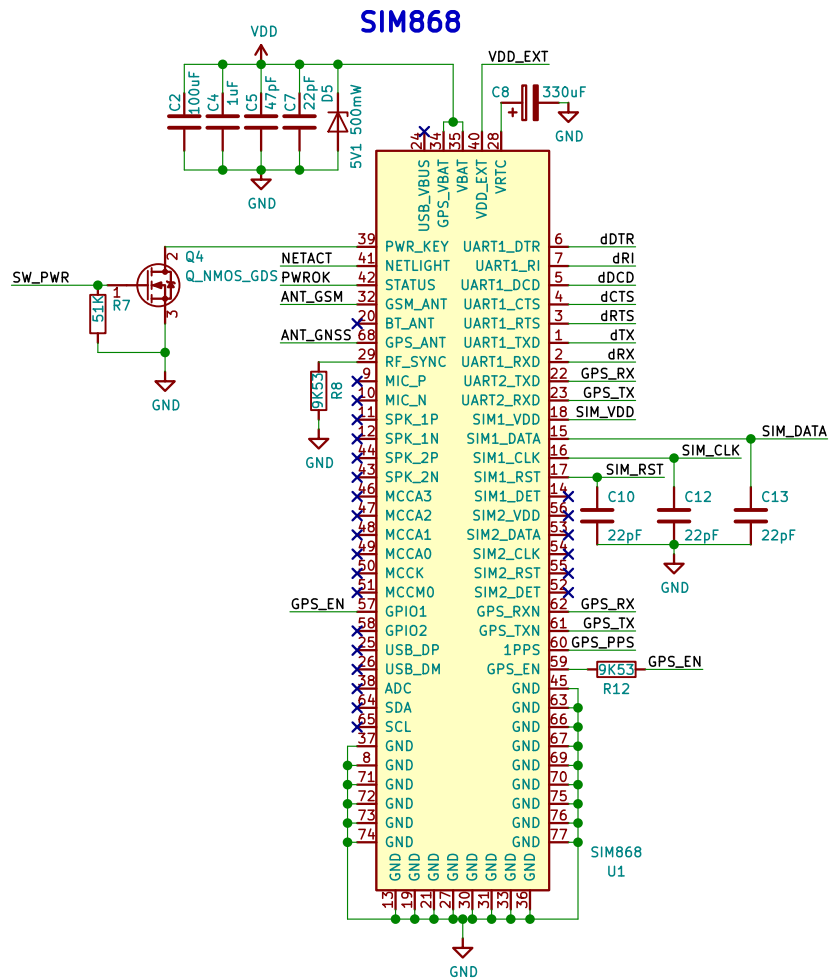 SIM868
VDD
VDD_EXT
C2 100uF
C4 1uF
C5 47pF
C7 22pF
D5 500mW
5V1
C8 330uF
+
GND
GND
24 34 35 40 28
USB_VBUS GPS_VBAT VBAT VDD_EXT VRTC
SW_PWR
Q4
Q_NMOS_GDS
1 2 3
51K R7
GND
39 PWR_KEY
NETACT 41 NETLIGHT
PWROK 42 STATUS
ANT_GSM 32 GSM_ANT
20 BT_ANT
ANT_GNSS 68 GPS_ANT
29 RF_SYNC
9K53 R8
GND
9 MIC_P
10 MIC_N
11 SPK_1P
12 SPK_1N
44 SPK_2P
43 SPK_2N
46 MCCA3
47 MCCA2
48 MCCA1
49 MCCA0
50 MCCK
51 MCCM0
GPS_EN 57 GPIO1
58 GPIO2
25 USB_DP
26 USB_DM
38 ADC
64 SDA
65 SCL
37 GND
8 GND
71 GND
72 GND
73 GND
74 GND
UART1_DTR 6 dDTR
UART1_RI 7 dRI
UART1_DCD 5 dDCD
UART1_CTS 4 dCTS
UART1_RTS 3 dRTS
UART1_TXD 1 dTX
UART1_RXD 2 dRX
UART2_TXD 22 GPS_RX
UART2_RXD 23 GPS_TX
SIM1_VDD 18 SIM_VDD
SIM1_DATA 15 SIM_DATA
SIM1_CLK 16 SIM_CLK
SIM1_RST 17 SIM_RST
SIM1_DET 14
SIM2_VDD 56
SIM2_DATA 53
SIM2_CLK 54
SIM2_RST 55
SIM2_DET 52
C10 C12 C13
22pF 22pF 22pF
GND
GPS_RXN 62 GPS_RX
GPS_TXN 61 GPS_TX
1PPS 60 GPS_PPS
GPS_EN 59 9K53 GPS_EN
R12
GND 45
GND 63
GND 66
GND 67
GND 69
GND 70
GND 75
GND 76
GND 77
SIM868
U1
GND GND GND GND GND GND GND GND
13 19 21 27 30 31 33 36
GND